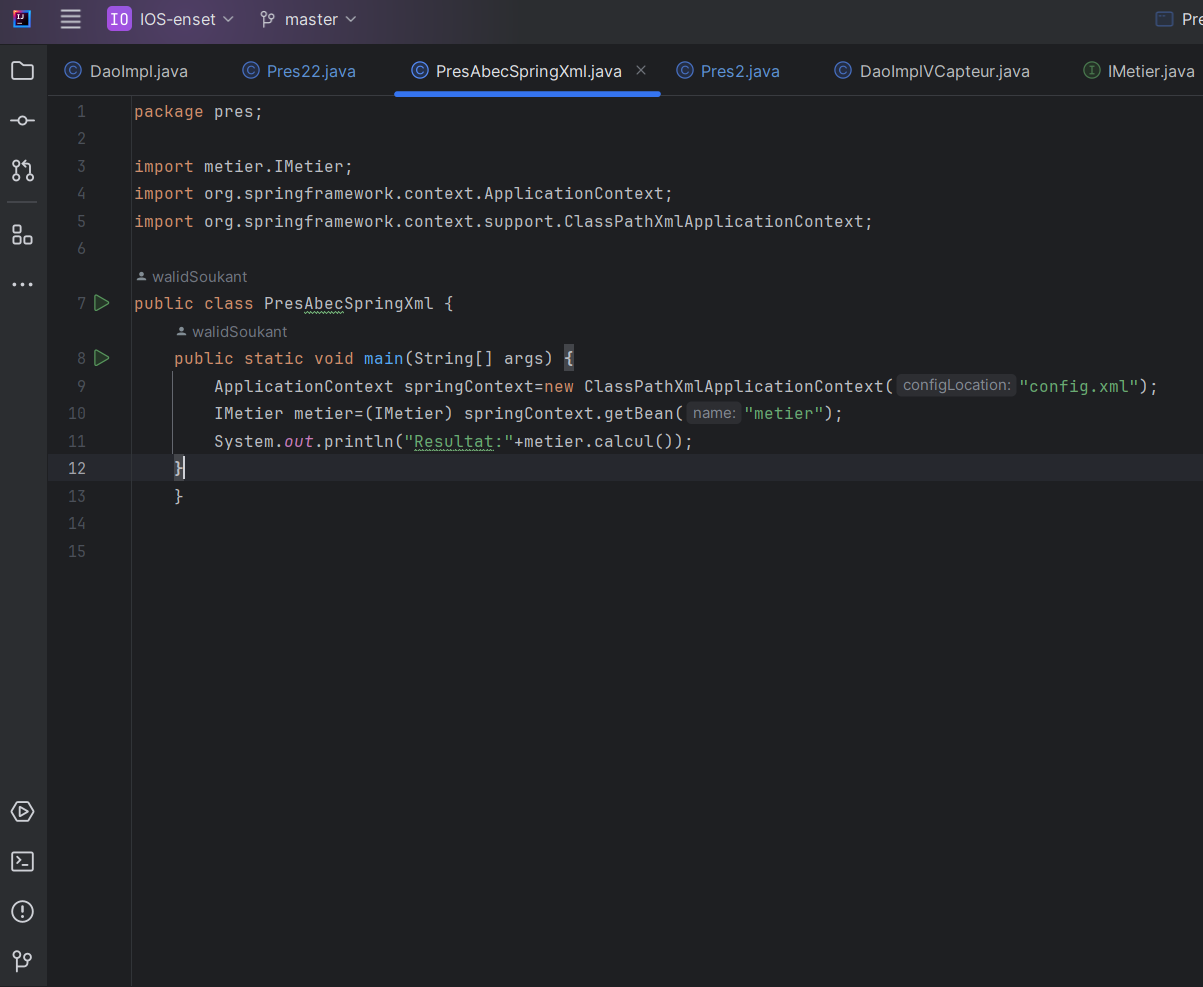 IO IOS-enset master Pre
DaoImpl.java Pres22.java PresAbecSpringXml.java Pres2.java DaoImplVCapteur.java IMetier.java
1 package pres;
2
3 import metier.IMetier;
4 import org.springframework.context.ApplicationContext;
5 import org.springframework.context.support.ClassPathXmlApplicationContext;
6
walidSoukant
7 public class PresAbecSpringXml {
walidSoukant
8 public static void main(String[] args) {
9 ApplicationContext springContext=new ClassPathXmlApplicationContext( configLocation: "config.xml");
10 IMetier metier=(IMetier) springContext.getBean( name: "metier");
11 System.out.println("Resultat:"+metier.calcul());
12 }
13 }
14
15